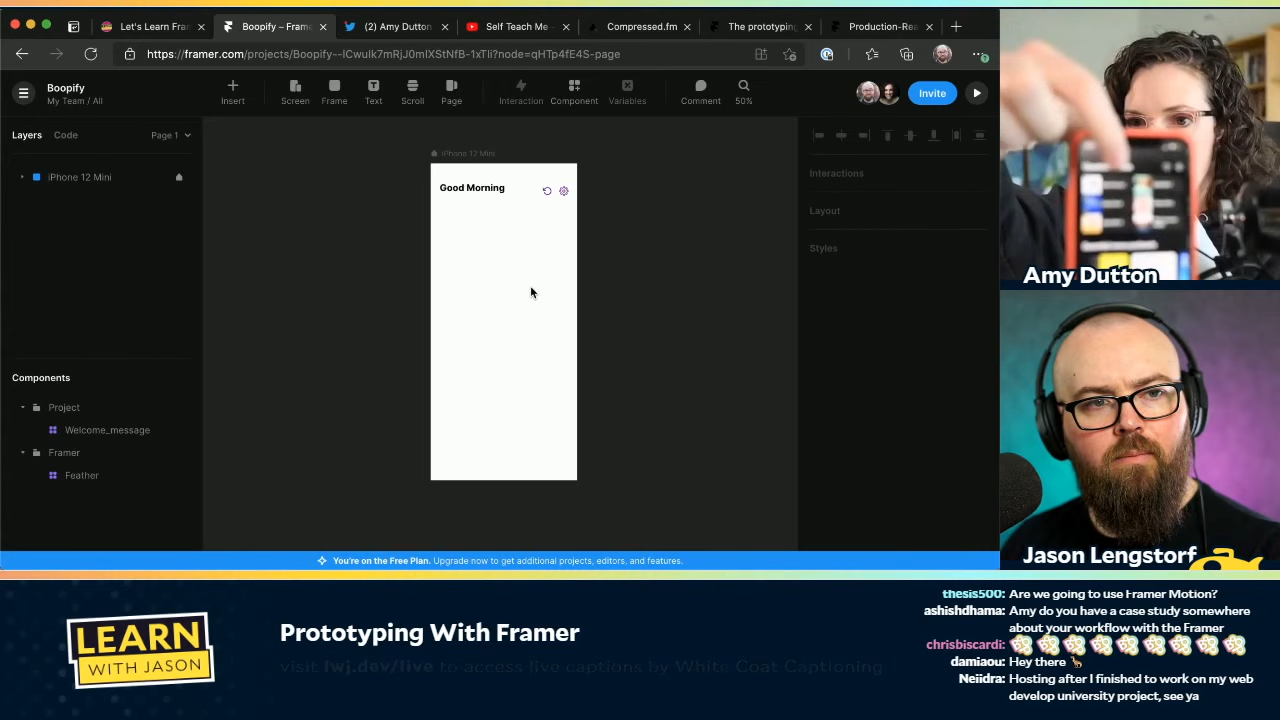 Let's Learn Fra
Boopify – Frame
(2) Amy Dutton
Self Teach Me –
Compressed.fm
The prototyping
Production-Rea
https://framer.com/projects/Boopify--lCwulk7mRjJ0mIXStNfB-1xTli?node=qHTp4fE4S-page
Boopify
My Team / All
Insert
Screen
Frame
Text
Scroll
Page
Interaction
Component
Variables
Comment
50%
Invite
Layers
Code
Page 1
iPhone 12 Mini
Components
Project
Welcome_message
Framer
Feather
iPhone 12 Mini
Good Morning
Interactions
Layout
Styles
You're on the Free Plan. Upgrade now to get additional projects, editors, and features.
Amy Dutton
Jason Lengstorf
LEARN
WITH JASON
Prototyping With Framer
visit lwj.dev/live to access live captions by White Coat Captioning
thesis500: Are we going to use Framer Motion?
ashishdhama: Amy do you have a case study somewhere
about your workflow with the Framer
chrisbiscardi:
damiaou: Hey there
Neiidra: Hosting after I finished to work on my web
develop university project, see ya